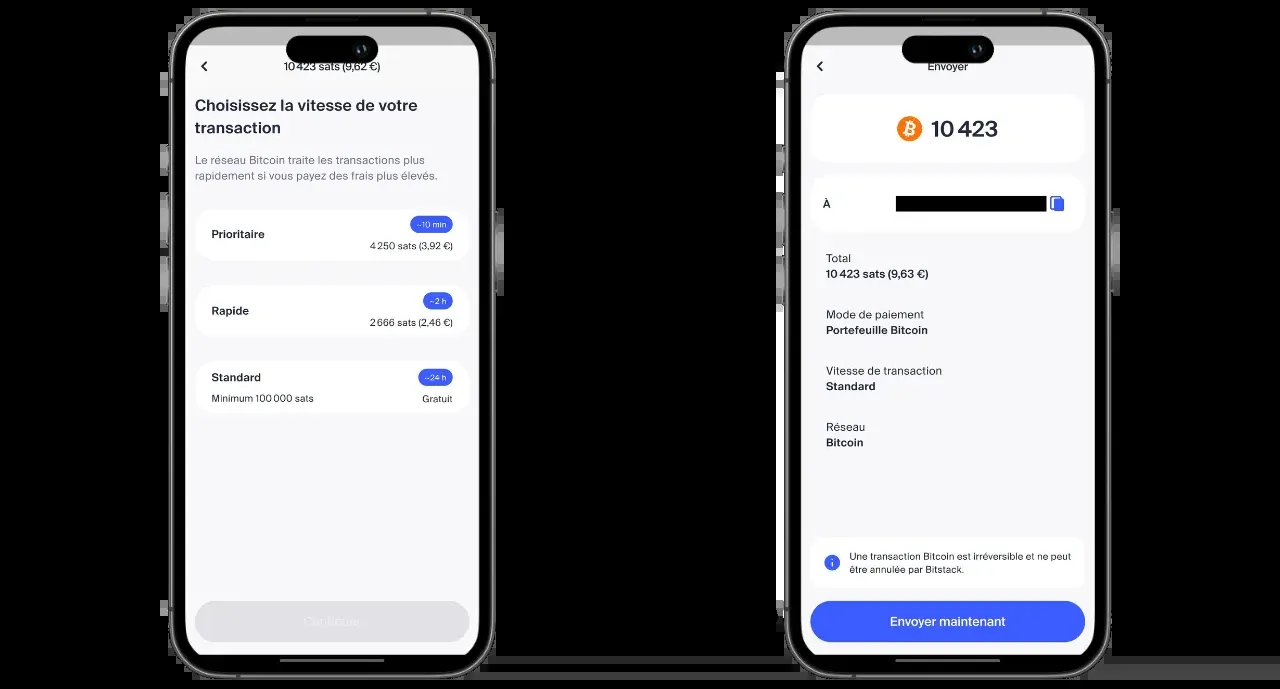 10 423 sats (9,62 €)
Choisissez la vitesse de votre
transaction
Le réseau Bitcoin traite les transactions plus
rapidement si vous payez des frais plus élevés.
~10 min
Prioritaire
4 250 sats (3,92 €)
~2 h
Rapide
2 666 sats (2,46 €)
Standard
~24 h
Minimum 100 000 sats
Gratuit
Continuer
Envoyer
10 423
À
Total
10 423 sats (9,63 €)
Mode de paiement
Portefeuille Bitcoin
Vitesse de transaction
Standard
Réseau
Bitcoin
Une transaction Bitcoin est irréversible et ne peut
être annulée par Bitstack.
Envoyer maintenant